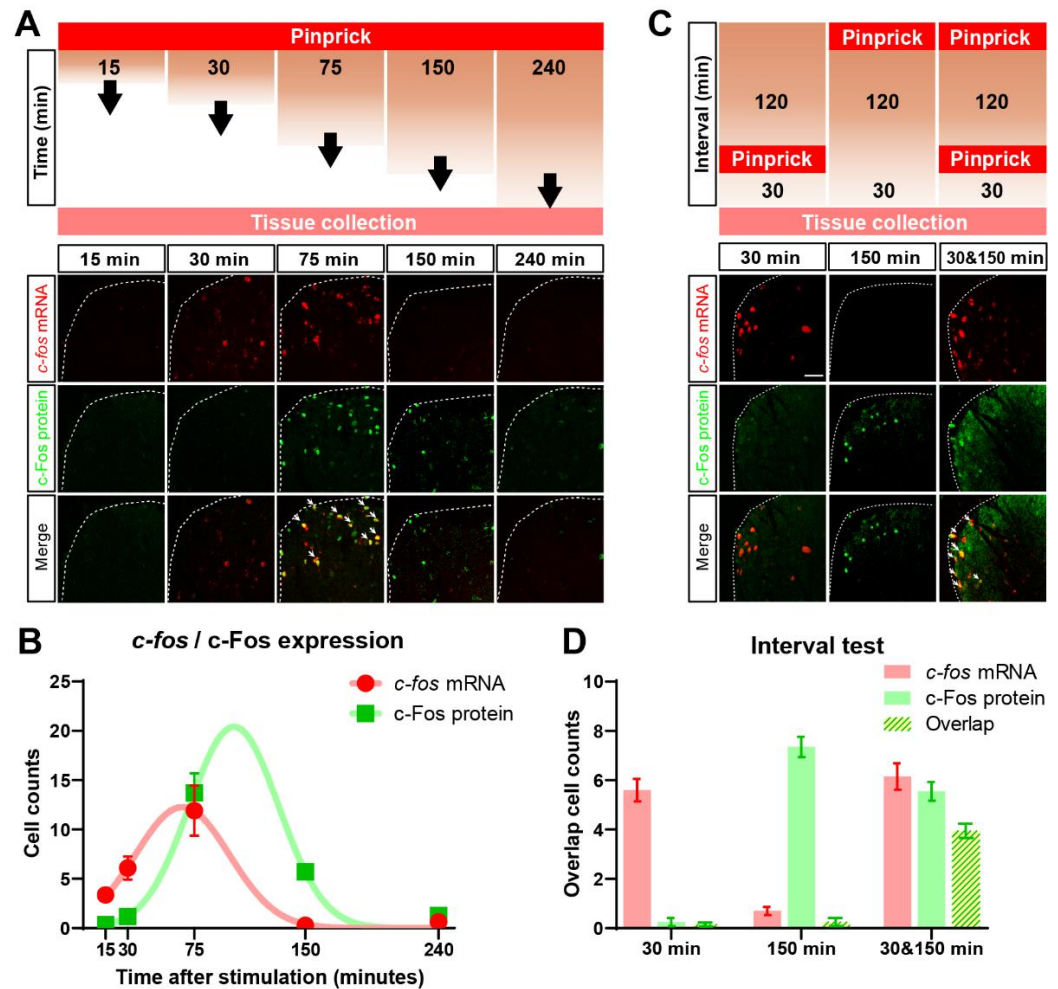 A
Pinprick
Time (min)
15 30 75 150 240
Tissue collection
15 min 30 min 75 min 150 min 240 min
c-fos mRNA
c-Fos protein
Merge
C
Interval (min)
Pinprick Pinprick
120 120 120
Pinprick Pinprick
30 30 30
Tissue collection
30 min 150 min 30&150 min
c-fos mRNA
c-Fos protein
Merge
B
c-fos / c-Fos expression
Cell counts
25
20
15
10
5
0
c-fos mRNA
c-Fos protein
15 30 75 150 240
Time after stimulation (minutes)
D
Interval test
Overlap cell counts
10
8
6
4
2
0
c-fos mRNA
c-Fos protein
Overlap
30 min 150 min 30&150 min